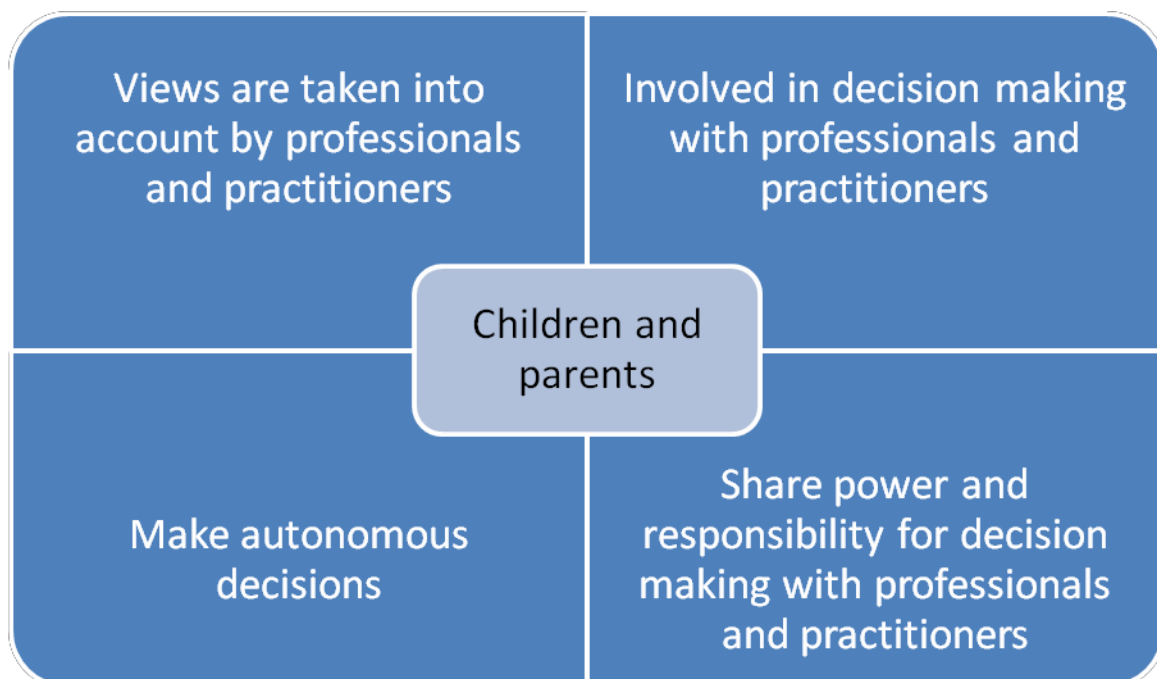 Views are taken into
account by professionals
and practitioners
Involved in decision making
with professionals and
practitioners
Children and
parents
Make autonomous
decisions
Share power and
responsibility for decision
making with professionals
and practitioners